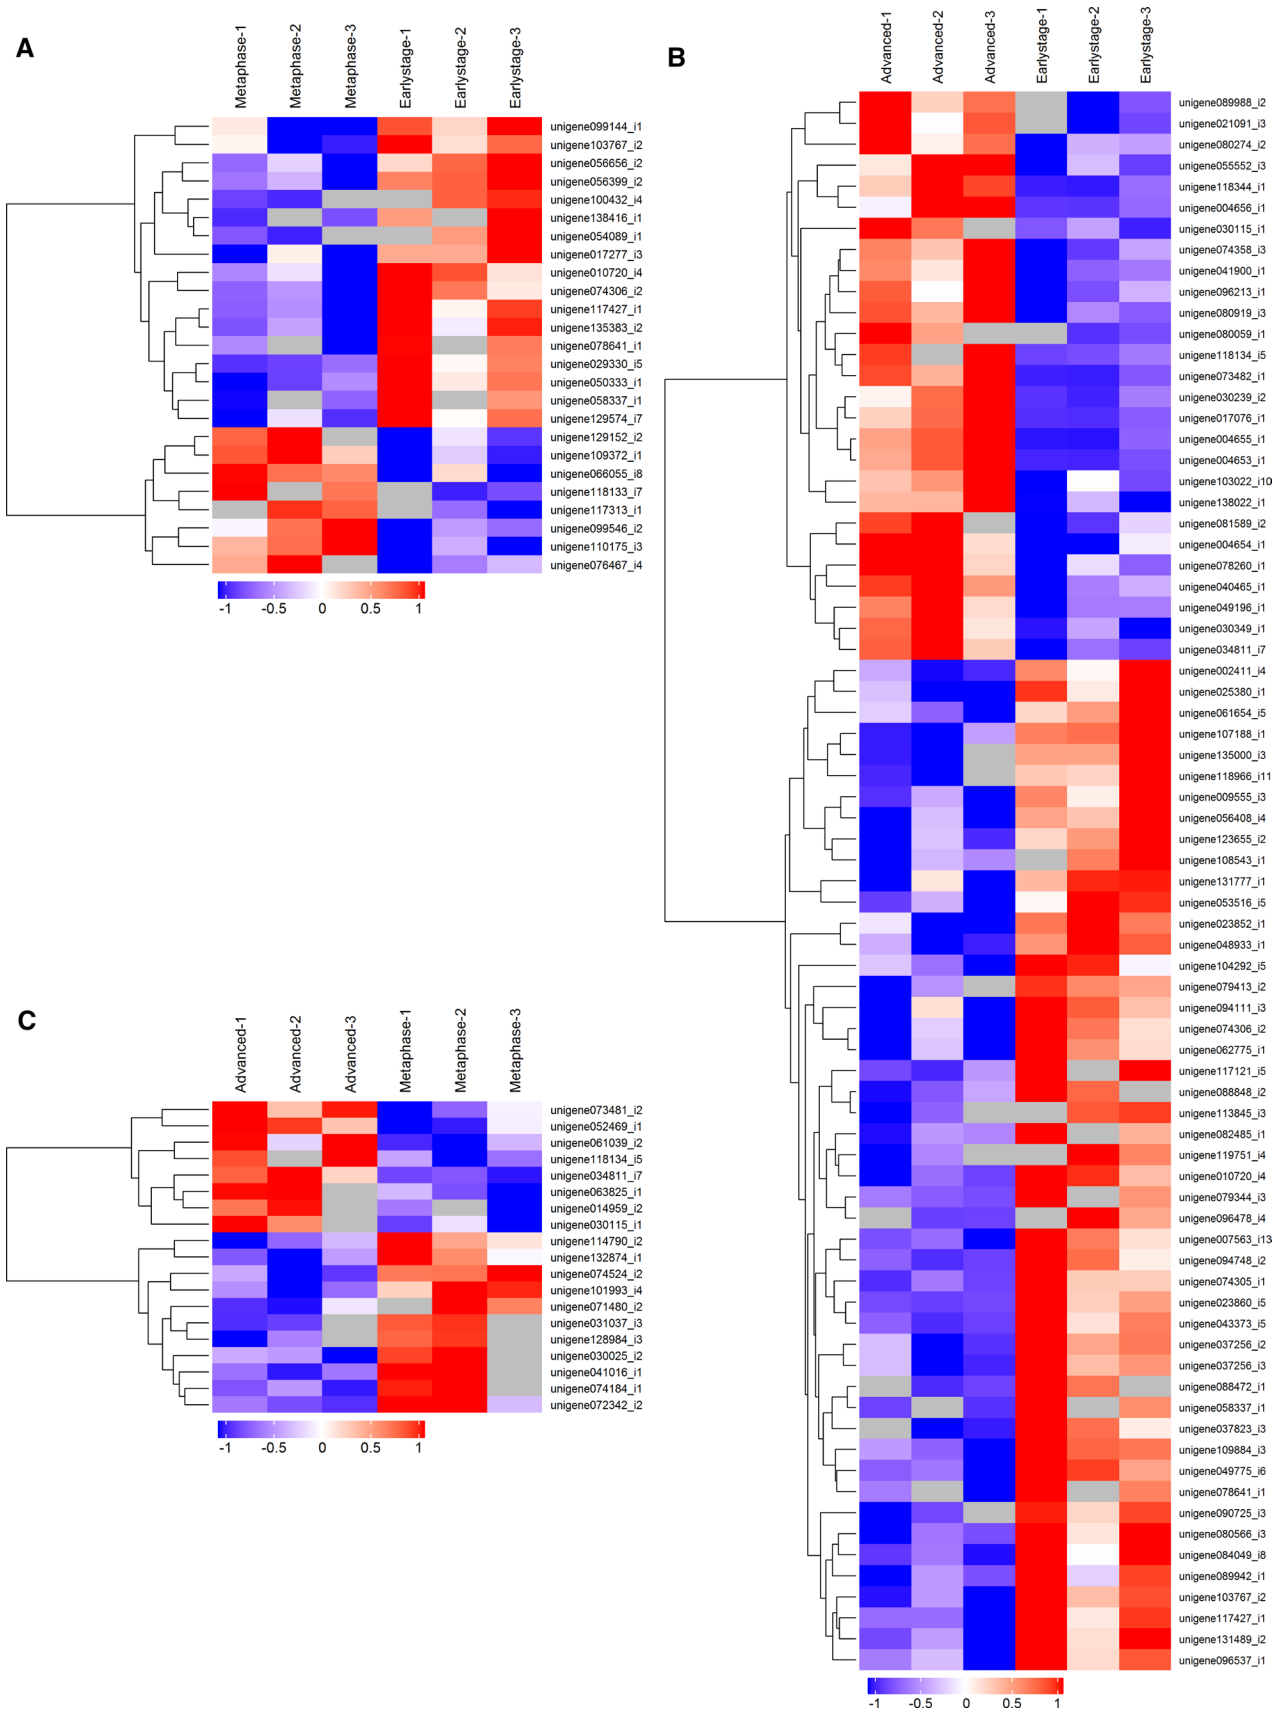 A
Metaphase-1
Metaphase-2
Metaphase-3
Earlystage-1
Earlystage-2
Earlystage-3
unigene099144_i1
unigene103767_i2
unigene056656_i2
unigene056399_i2
unigene100432_i4
unigene138416_i1
unigene054089_i1
unigene017277_i3
unigene010720_i4
unigene074306_i2
unigene117427_i1
unigene135383_i2
unigene078641_i1
unigene029330_i5
unigene050333_i1
unigene058337_i1
unigene129574_i7
unigene129152_i2
unigene109372_i1
unigene066055_i8
unigene118133_i7
unigene117313_i1
unigene099546_i2
unigene110175_i3
unigene076467_i4
-1 -0.5 0 0.5 1
B
Advanced-1
Advanced-2
Advanced-3
Earlystage-1
Earlystage-2
Earlystage-3
unigene089988_i2
unigene021091_i3
unigene080274_i2
unigene055552_i3
unigene118344_i1
unigene004656_i1
unigene030115_i1
unigene074358_i3
unigene041900_i1
unigene096213_i1
unigene080919_i3
unigene080059_i1
unigene118134_i5
unigene073482_i1
unigene030239_i2
unigene017076_i1
unigene004655_i1
unigene004653_i1
unigene103022_i10
unigene138022_i1
unigene081589_i2
unigene004654_i1
unigene078260_i1
unigene040465_i1
unigene049196_i1
unigene030349_i1
unigene034811_i7
unigene002411_i4
unigene025380_i1
unigene061654_i5
unigene107188_i1
unigene135000_i3
unigene118966_i11
unigene009555_i3
unigene056408_i4
unigene123655_i2
unigene108543_i1
unigene131777_i1
unigene053516_i5
unigene023852_i1
unigene048933_i1
unigene104292_i5
unigene079413_i2
unigene094111_i3
unigene074306_i2
unigene062775_i1
unigene117121_i5
unigene088848_i2
unigene113845_i3
unigene082485_i1
unigene119751_i4
unigene010720_i4
unigene079344_i3
unigene096478_i4
unigene007563_i13
unigene094748_i2
unigene074305_i1
unigene023860_i5
unigene043373_i5
unigene037256_i2
unigene037256_i3
unigene088472_i1
unigene058337_i1
unigene037823_i3
unigene109884_i3
unigene049775_i6
unigene078641_i1
unigene090725_i3
unigene080566_i3
unigene084049_i8
unigene089942_i1
unigene103767_i2
unigene117427_i1
unigene131489_i2
unigene096537_i1
-1 -0.5 0 0.5 1
C
Advanced-1
Advanced-2
Advanced-3
Metaphase-1
Metaphase-2
Metaphase-3
unigene073481_i2
unigene052469_i1
unigene061039_i2
unigene118134_i5
unigene034811_i7
unigene063825_i1
unigene014959_i2
unigene030115_i1
unigene114790_i2
unigene132874_i1
unigene074524_i2
unigene101993_i4
unigene071480_i2
unigene031037_i3
unigene128984_i3
unigene030025_i2
unigene041016_i1
unigene074184_i1
unigene072342_i2
-1 -0.5 0 0.5 1